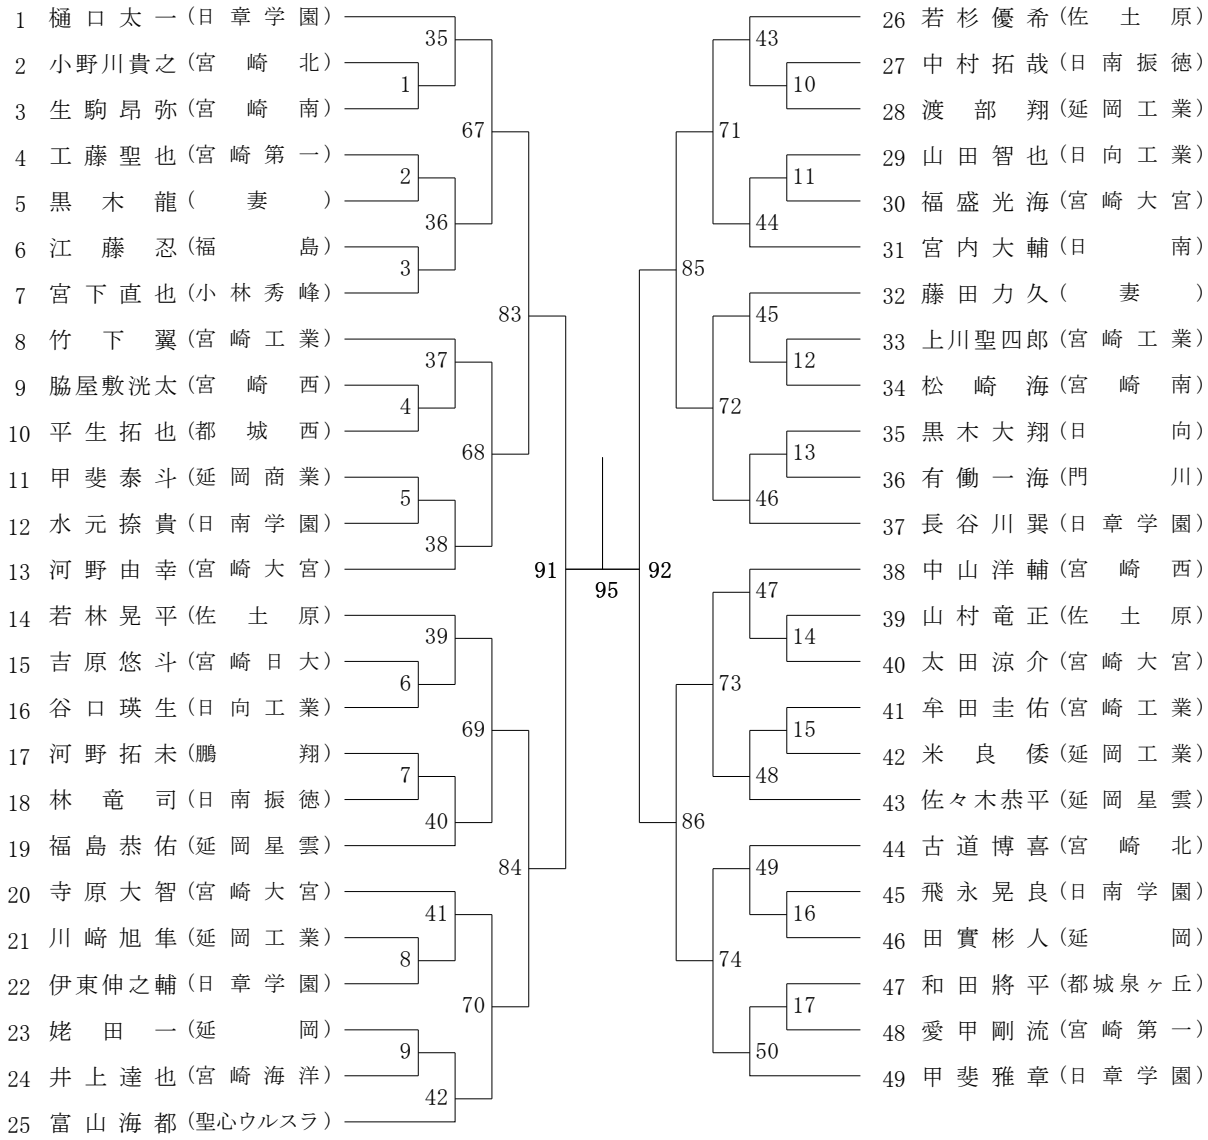 1 樋口太一(日章学園)
2 小野川貴之(宮崎北)
3 生駒昂弥(宮崎南)
4 工藤聖也(宮崎第一)
5 黒木龍(妻)
6 江藤忍(福島)
7 宮下直也(小林秀峰)
8 竹下翼(宮崎工業)
9 脇屋敷洸太(宮崎西)
10 平生拓也(都城西)
11 甲斐泰斗(延岡商業)
12 水元捺貴(日南学園)
13 河野由幸(宮崎大宮)
14 若林晃平(佐土原)
15 吉原悠斗(宮崎日大)
16 谷口瑛生(日向工業)
17 河野拓未(鵬翔)
18 林竜司(日南振徳)
19 福島恭佑(延岡星雲)
20 寺原大智(宮崎大宮)
21 川﨑旭隼(延岡工業)
22 伊東伸之輔(日章学園)
23 姥田一(延岡)
24 井上達也(宮崎海洋)
25 富山海都(聖心ウルスラ)
35
1
2
36
3
37
4
5
38
39
6
7
40
41
8
9
42
67
68
69
70
83
84
91
95
92
85
86
71
72
73
74
43
10
11
44
45
12
13
46
47
14
15
48
49
16
17
50
26 若杉優希(佐土原)
27 中村拓哉(日南振徳)
28 渡部翔(延岡工業)
29 山田智也(日向工業)
30 福盛光海(宮崎大宮)
31 宮内大輔(日南)
32 藤田力久(妻)
33 上川聖四郎(宮崎工業)
34 松崎海(宮崎南)
35 黒木大翔(日向)
36 有働一海(門川)
37 長谷川巽(日章学園)
38 中山洋輔(宮崎西)
39 山村竜正(佐土原)
40 太田涼介(宮崎大宮)
41 牟田圭佑(宮崎工業)
42 米良倭(延岡工業)
43 佐々木恭平(延岡星雲)
44 古道博喜(宮崎北)
45 飛永晃良(日南学園)
46 田實彬人(延岡)
47 和田將平(都城泉ヶ丘)
48 愛甲剛流(宮崎第一)
49 甲斐雅章(日章学園)